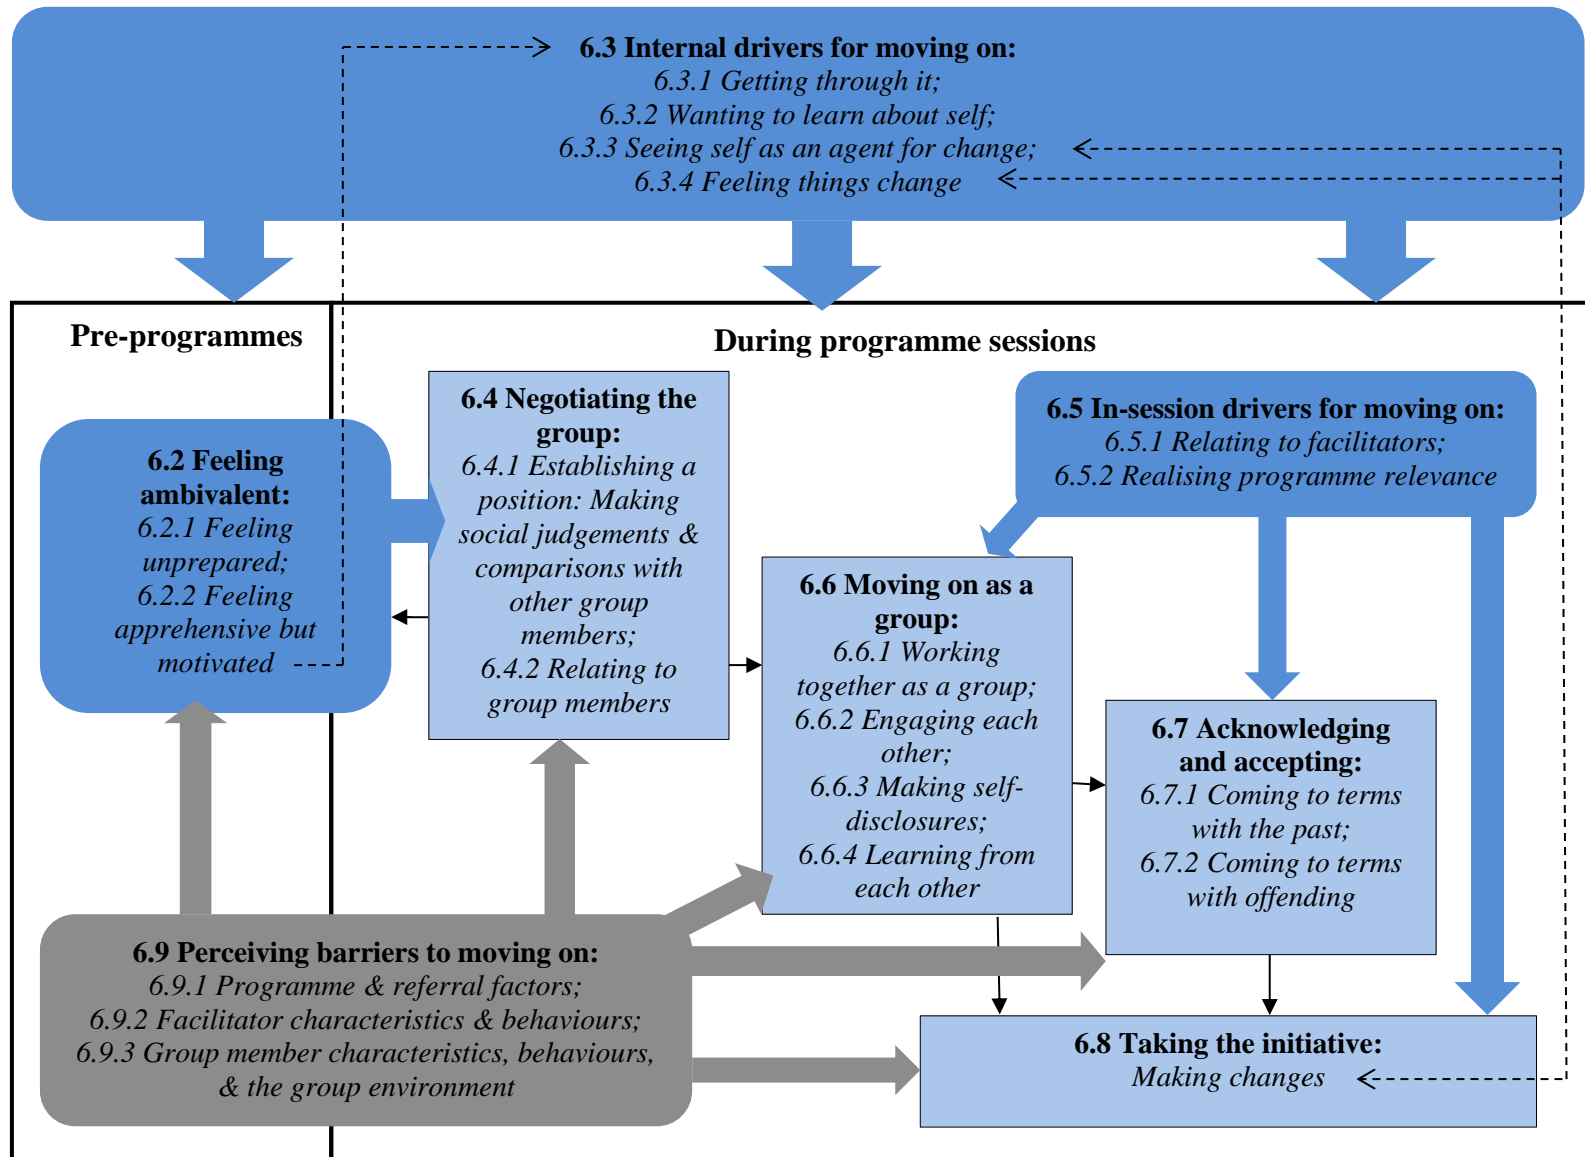 6.3 Internal drivers for moving on:
6.3.1 Getting through it;
6.3.2 Wanting to learn about self;
6.3.3 Seeing self as an agent for change;
6.3.4 Feeling things change
Pre-programmes
During programme sessions
6.2 Feeling
ambivalent:
6.2.1 Feeling
unprepared;
6.2.2 Feeling
apprehensive but
motivated
6.4 Negotiating the
group:
6.4.1 Establishing a
position: Making
social judgements &
comparisons with
other group
members;
6.4.2 Relating to
group members
6.5 In-session drivers for moving on:
6.5.1 Relating to facilitators;
6.5.2 Realising programme relevance
6.6 Moving on as a
group:
6.6.1 Working
together as a group;
6.6.2 Engaging each
other;
6.6.3 Making self-
disclosures;
6.6.4 Learning from
each other
6.7 Acknowledging
and accepting:
6.7.1 Coming to terms
with the past;
6.7.2 Coming to terms
with offending
6.9 Perceiving barriers to moving on:
6.9.1 Programme & referral factors;
6.9.2 Facilitator characteristics & behaviours;
6.9.3 Group member characteristics, behaviours,
& the group environment
6.8 Taking the initiative:
Making changes